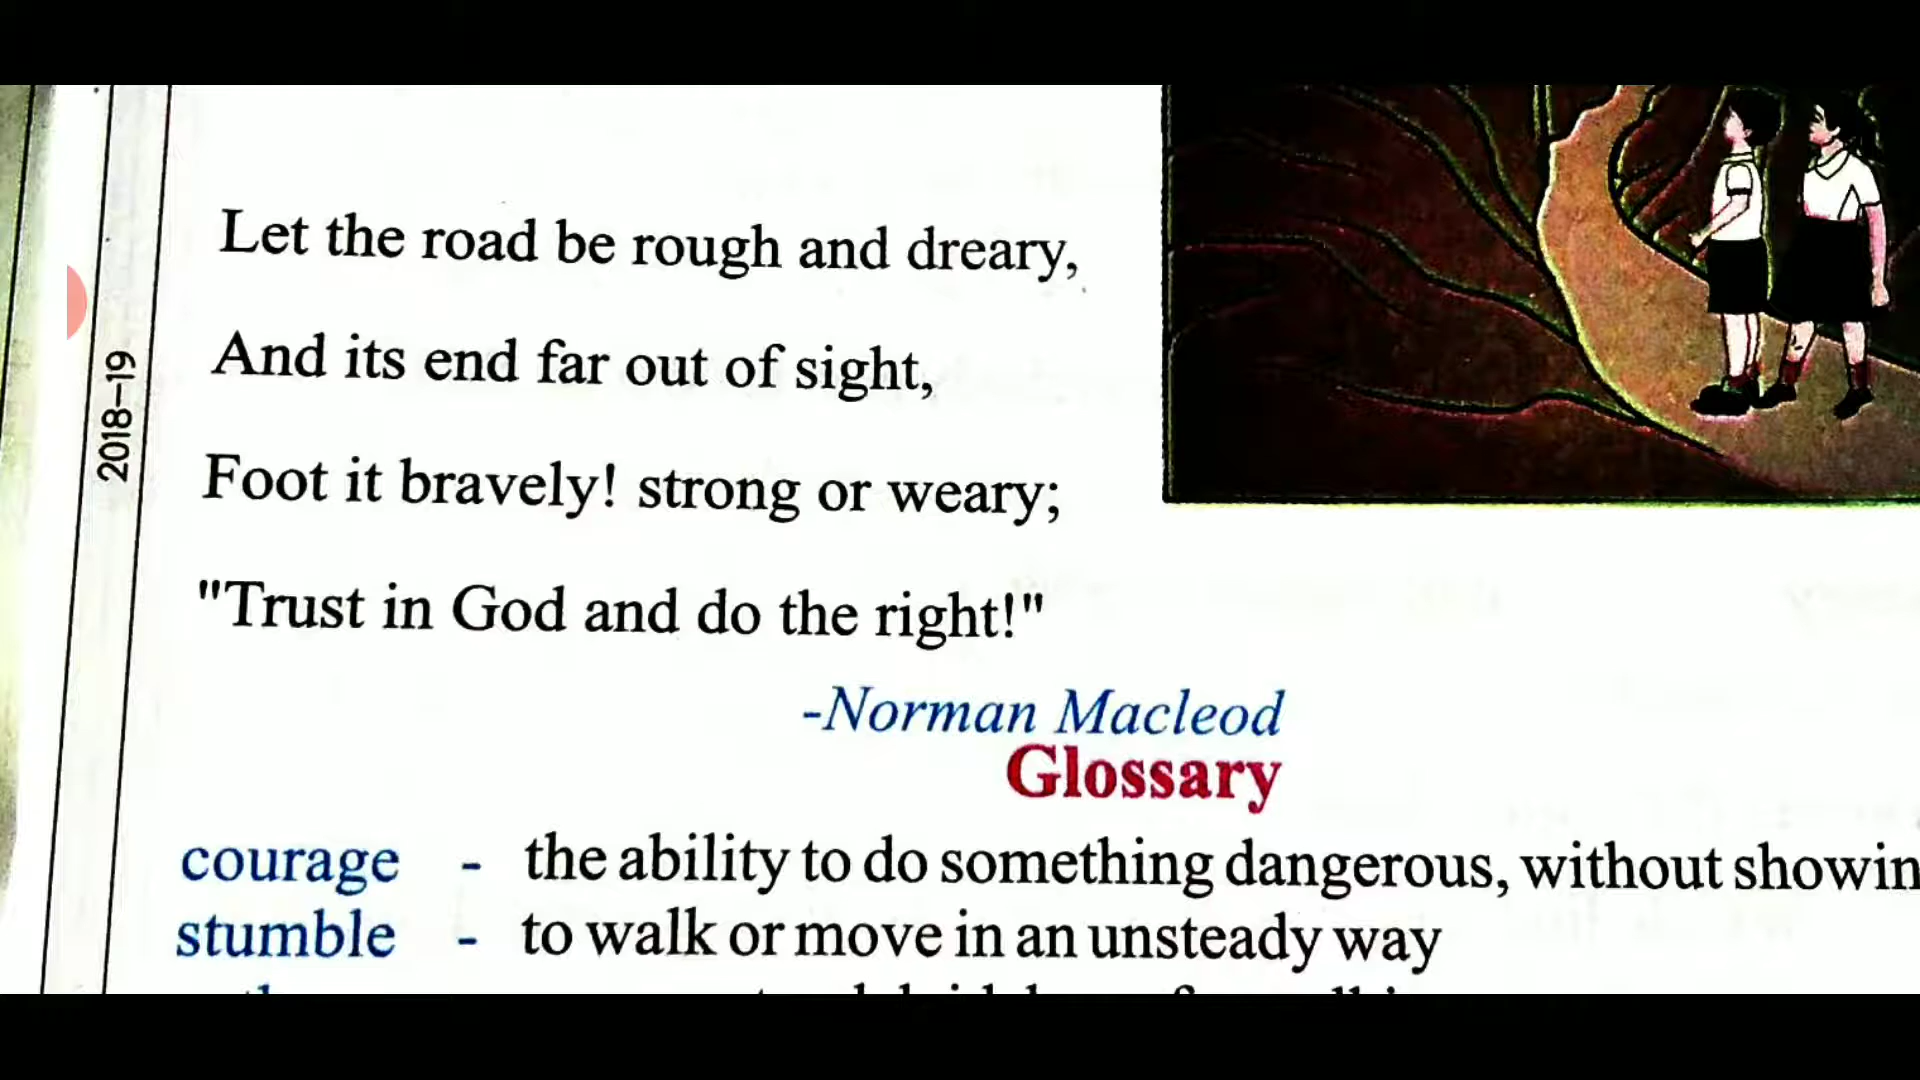 2018–19
Let the road be rough and dreary,
And its end far out of sight,
Foot it bravely! strong or weary;
"Trust in God and do the right!"
-Norman Macleod
Glossary
courage - the ability to do something dangerous, without showin
stumble - to walk or move in an unsteady way